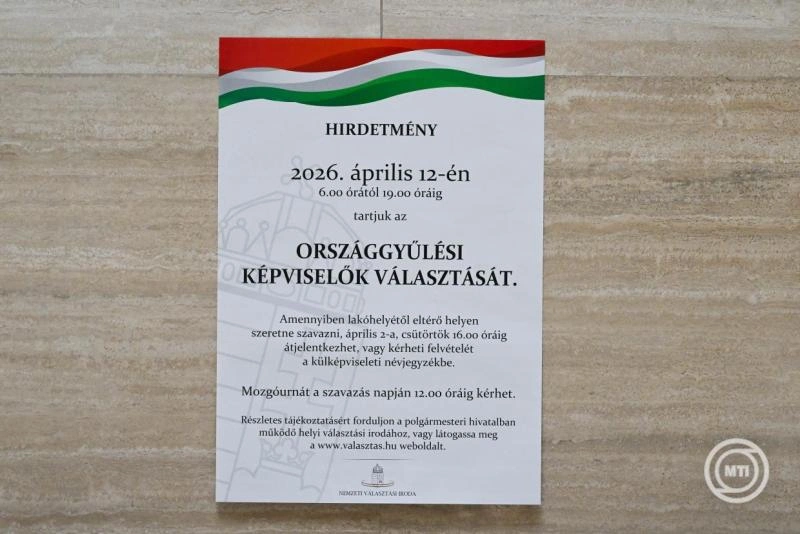 HIRDETMÉNY
2026. április 12-én
6.00 órától 19.00 óráig
tartjuk az
ORSZÁGGYŰLÉSI
KÉPVISELŐK VÁLASZTÁSÁT.
Amennyiben lakóhelyétől eltérő helyen
szeretne szavazni, április 2-a, csütörtök 16.00 óráig
átjelentkezhet, vagy kérheti felvételét
a külképviseleti névjegyzékbe.
Mozgóurnát a szavazás napján 12.00 óráig kérhet.
Részletes tájékoztatásért forduljon a polgármesteri hivatalban
működő helyi választási irodához, vagy látogassa meg
a www.valasztas.hu weboldalt.
NEMZETI VÁLASZTÁSI IRODA
MTI